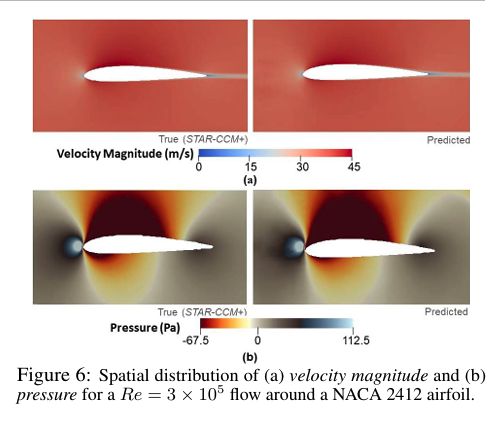 True (STAR-CCM+) Predicted
Velocity Magnitude (m/s) 0 15 30 45
(a)
True (STAR-CCM+) Predicted
Pressure (Pa) -67.5 0 112.5
(b)
Figure 6: Spatial distribution of (a) velocity magnitude and (b)
pressure for a Re = 3 × 10⁵ flow around a NACA 2412 airfoil.